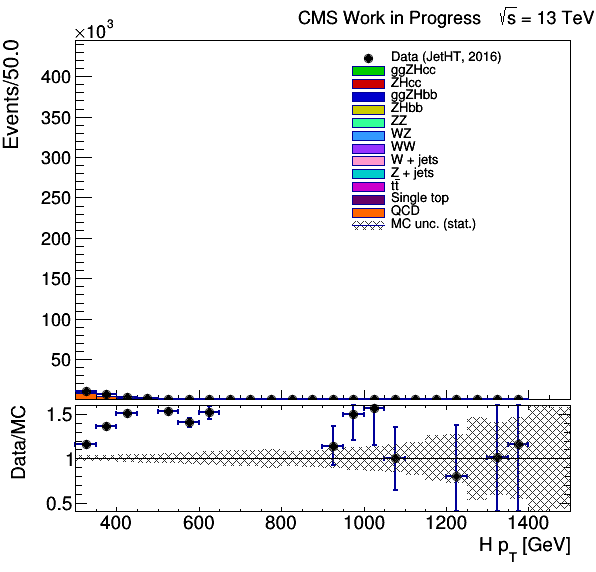 CMS Work in Progress √s = 13 TeV
×10³
Events/50.0
400
350
300
250
200
150
100
50
Data (JetHT, 2016)
ggZHcc
ZHcc
ggZHbb
ZHbb
ZZ
WZ
WW
W + jets
Z + jets
tt̄
Single top
QCD
MC unc. (stat.)
Data/MC
1.5
1
0.5
400 600 800 1000 1200 1400
H p_T [GeV]